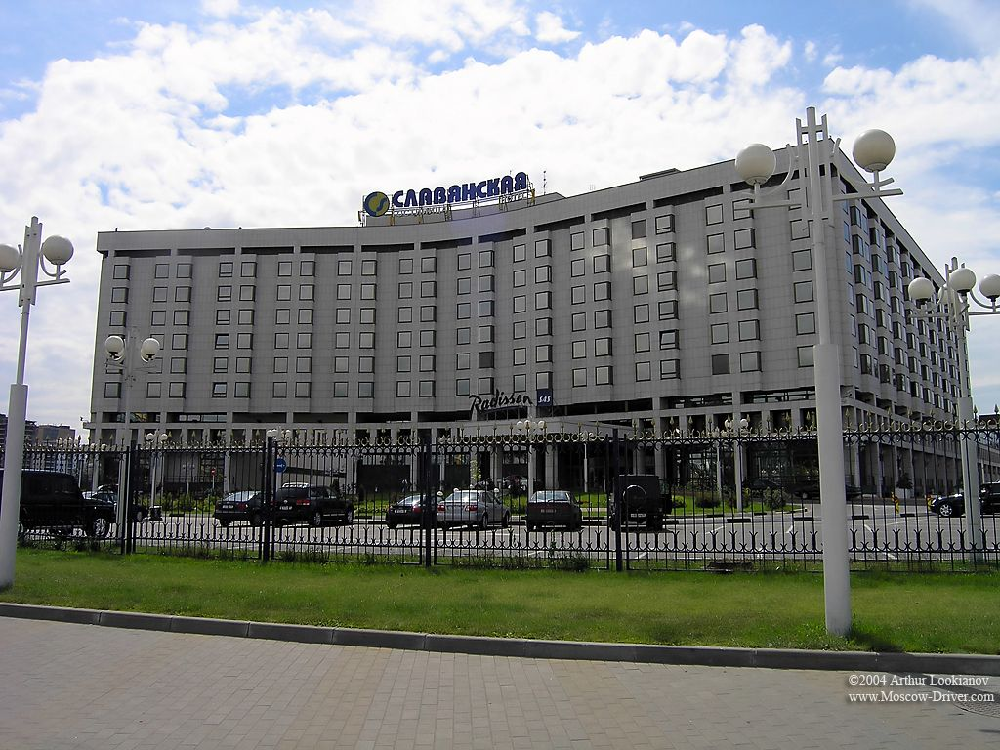 СЛАВЯНСКАЯ
Radisson SAS
©2004 Arthur Lookianov
www.Moscow-Driver.com